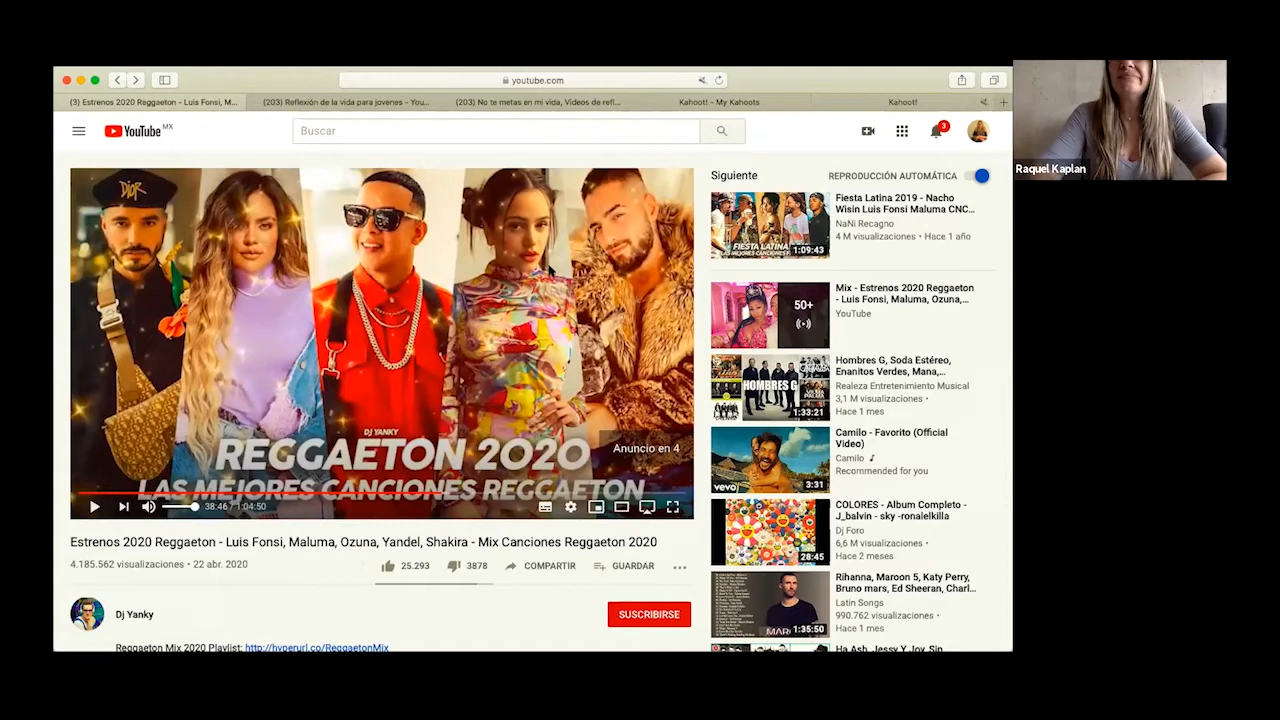 youtube.com
(3) Estrenos 2020 Reggaeton - Luis Fonsi, M...
(203) Reflexión de la vida para jovenes - You...
(203) No te metas en mi vida, Videos de refl...
Kahoot! - My Kahoots
Kahoot!
YouTube MX
Buscar
3
Raquel Kaplan
DIOR
DJ YANKY
REGGAETON 2020
LAS MEJORES CANCIONES REGGAETON
Anuncio en 4
38:46 / 1:04:50
Estrenos 2020 Reggaeton - Luis Fonsi, Maluma, Ozuna, Yandel, Shakira - Mix Canciones Reggaeton 2020
4.185.562 visualizaciones • 22 abr. 2020
25.293
3878
COMPARTIR
GUARDAR
Dj Yanky
SUSCRIBIRSE
Reggaeton Mix 2020 Playlist: http://hyperurl.co/ReggaetonMix
Siguiente
REPRODUCCIÓN AUTOMÁTICA
FIESTA LATINA
LAS MEJORES CANCIONES
1:09:43
Fiesta Latina 2019 - Nacho
Wisin Luis Fonsi Maluma CNC...
NaNi Recagno
4 M visualizaciones • Hace 1 año
50+
Mix - Estrenos 2020 Reggaeton
- Luis Fonsi, Maluma, Ozuna,...
YouTube
HOMBRES G
1:33:21
Hombres G, Soda Estéreo,
Enanitos Verdes, Mana,...
Realeza Entretenimiento Musical
3,1 M visualizaciones •
Hace 1 mes
vevo
3:31
Camilo - Favorito (Official
Video)
Camilo
Recommended for you
28:45
COLORES - Album Completo -
J_balvin - sky -ronalelkilla
Dj Foro
6,6 M visualizaciones •
Hace 2 meses
MAR
1:35:50
Rihanna, Maroon 5, Katy Perry,
Bruno mars, Ed Sheeran, Charl...
Latin Songs
990.762 visualizaciones •
Hace 1 mes
Ha Ash, Jessy Y Joy, Sin